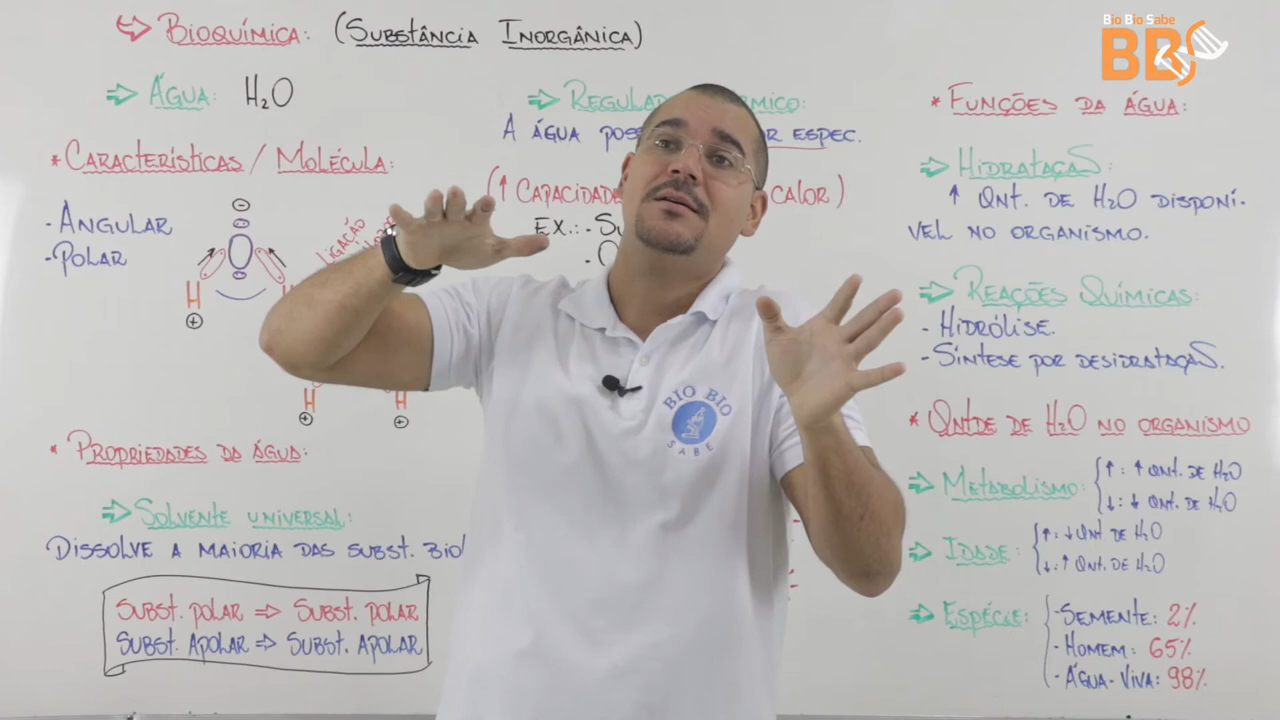 Bio Bio Sabe
BBS
BIOQUÍMICA: (SUBSTÂNCIA INORGÂNICA)
ÁGUA: H₂O
* CARACTERÍSTICAS / MOLÉCULA:
- ANGULAR
- POLAR
LIGAÇÃO
H
H
H
H
* PROPRIEDADES DA ÁGUA:
SOLVENTE UNIVERSAL:
DISSOLVE A MAIORIA DAS SUBST.
SUBST. POLAR ⇒ SUBST. POLAR
SUBST. APOLAR ⇒ SUBST. APOLAR
A ÁGUA ESPEC.
(↑ CAPACIDADE CALOR)
EX.: -
-
BIO BIO
SABE
* FUNÇÕES DA ÁGUA:
HIDRATAÇÃO:
↑ QNT. DE H₂O DISPONÍ-
VEL NO ORGANISMO.
REAÇÕES QUÍMICAS:
- HIDRÓLISE.
- SÍNTESE POR DESIDRATAÇÃO.
* QNTDE DE H₂O NO ORGANISMO
METABOLISMO: ↑: ↑ QNT. DE H₂O
↓: ↓ QNT. DE H₂O
IDADE: ↑: ↓ QNT DE H₂O
↓: ↑ QNT. DE H₂O
ESPÉCIE: - SEMENTE: 2%
- HOMEM: 65%
- ÁGUA-VIVA: 98%